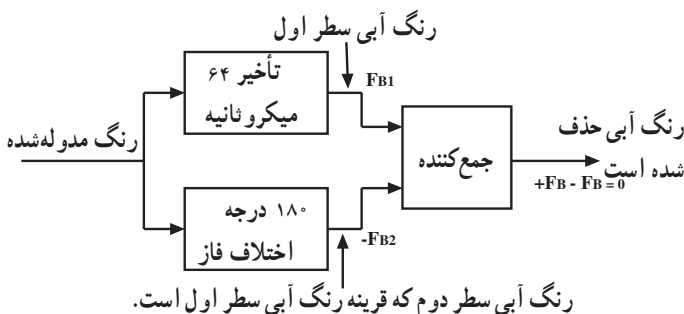 رنگ آبی سطر اول
تأخیر ۶۴
میکروثانیه
FB1
رنگ مدوله‌شده
جمع‌کننده
رنگ آبی حذف
شده است
+FB - FB = 0
۱۸۰ درجه
اختلاف فاز
-FB2
رنگ آبی سطر دوم که قرینه رنگ آبی سطر اول است.